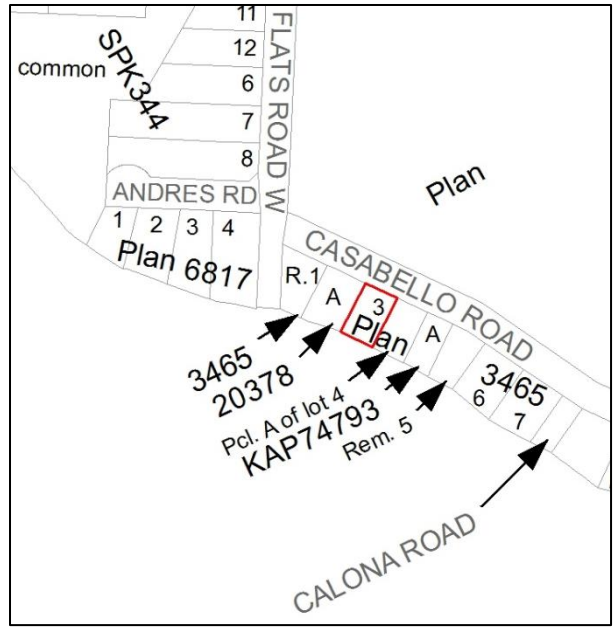 11
12
6
7
8
common
SPK344
FLATS ROAD W
Plan
ANDRES RD
1
2
3
4
Plan 6817
CASABELLO ROAD
R.1
A
3
Plan
A
3465
20378
Pcl. A of lot 4
KAP74793
Rem. 5
3465
6
7
CALONA ROAD